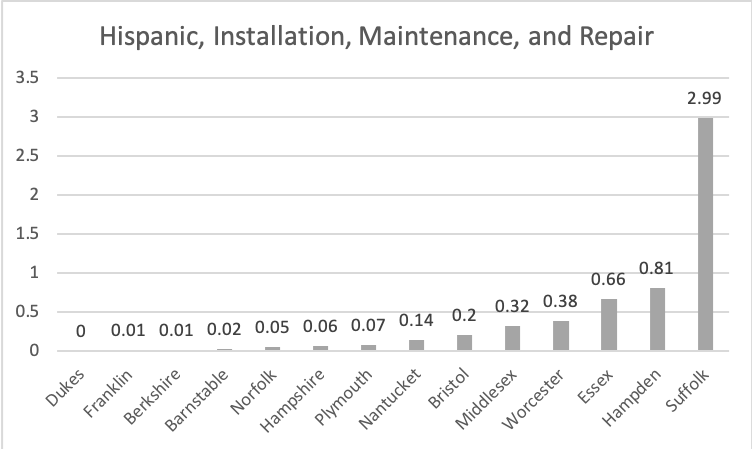 Hispanic, Installation, Maintenance, and Repair
3.5
3
2.5
2
1.5
1
0.5
0
0
0.01
0.01
0.02
0.05
0.06
0.07
0.14
0.2
0.32
0.38
0.66
0.81
2.99
Dukes
Franklin
Berkshire
Barnstable
Norfolk
Hampshire
Plymouth
Nantucket
Bristol
Middlesex
Worcester
Essex
Hampden
Suffolk